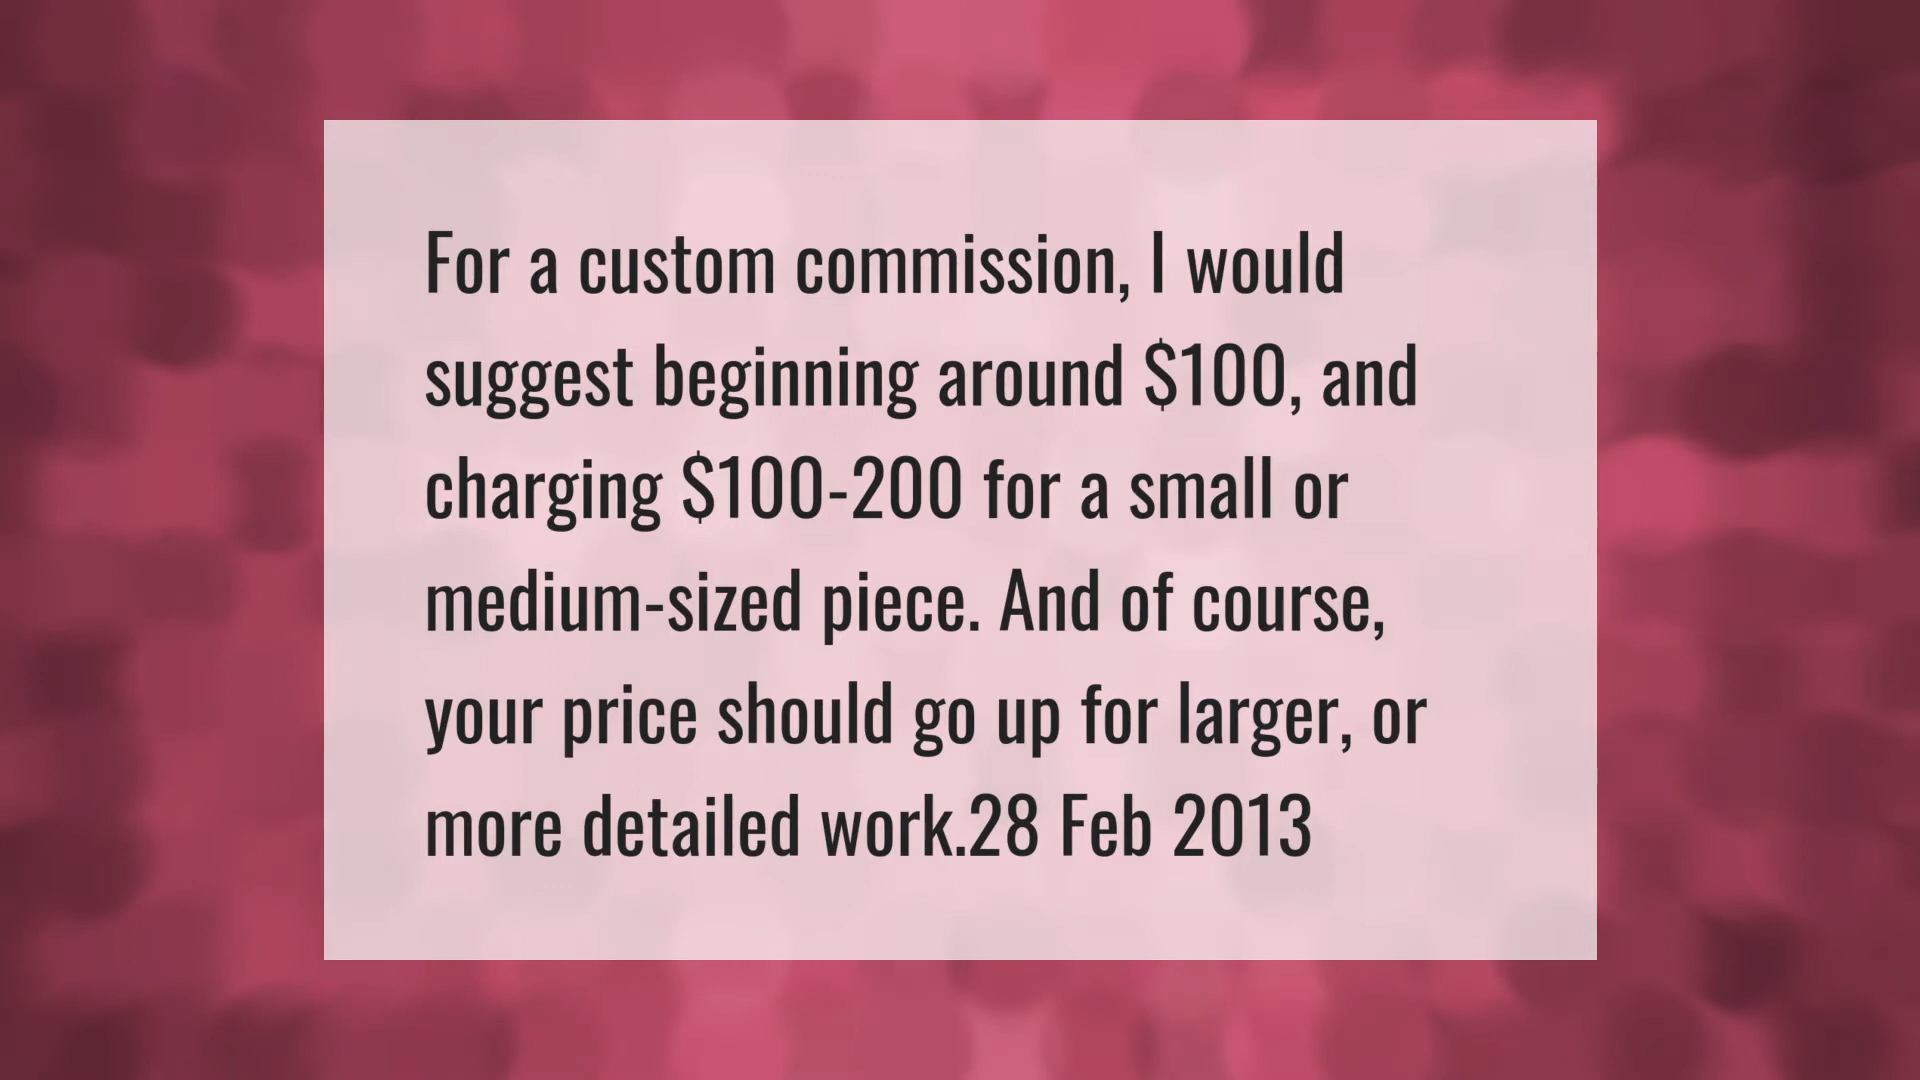 For a custom commission, I would
suggest beginning around $100, and
charging $100-200 for a small or
medium-sized piece. And of course,
your price should go up for larger, or
more detailed work.28 Feb 2013